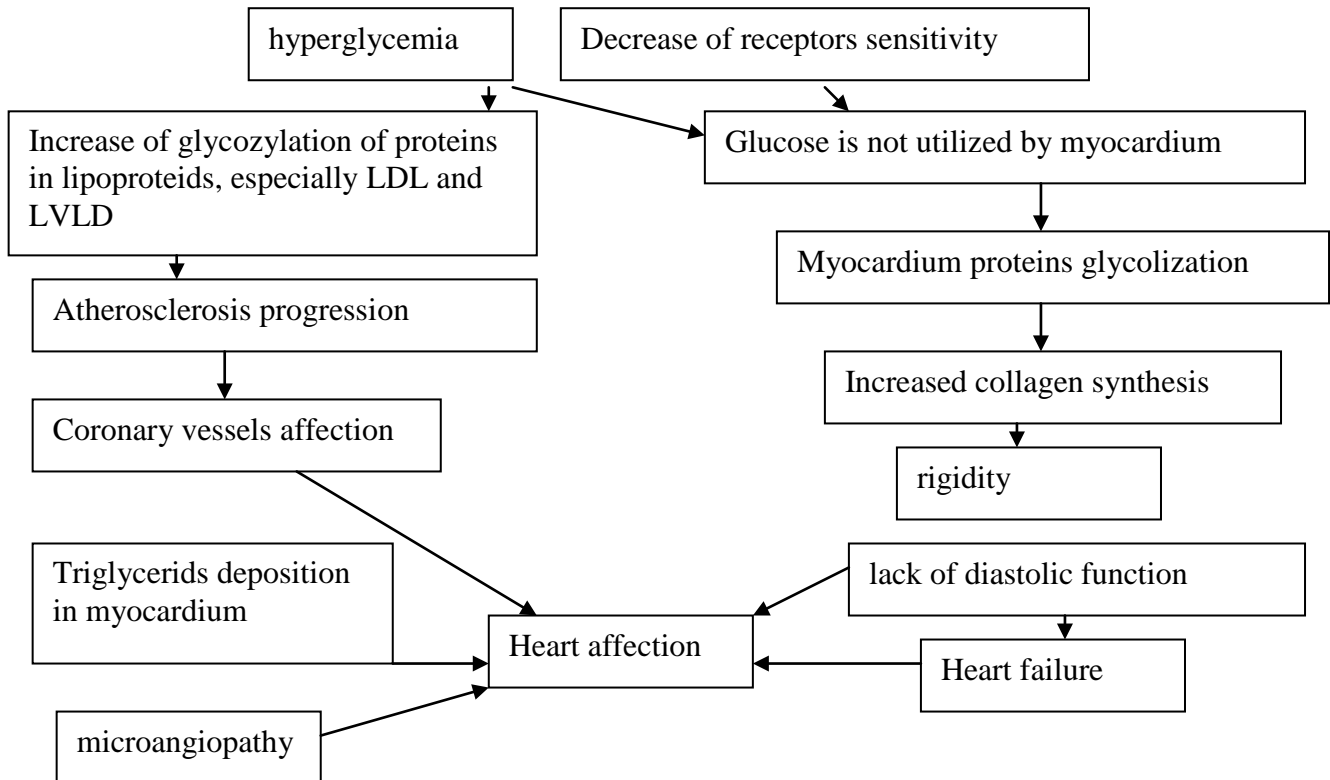 hyperglycemia
Decrease of receptors sensitivity
Increase of glycozylation of proteins
in lipoproteids, especially LDL and
LVLD
Glucose is not utilized by myocardium
Myocardium proteins glycolization
Atherosclerosis progression
Increased collagen synthesis
Coronary vessels affection
rigidity
Triglycerids deposition
in myocardium
lack of diastolic function
Heart affection
Heart failure
microangiopathy